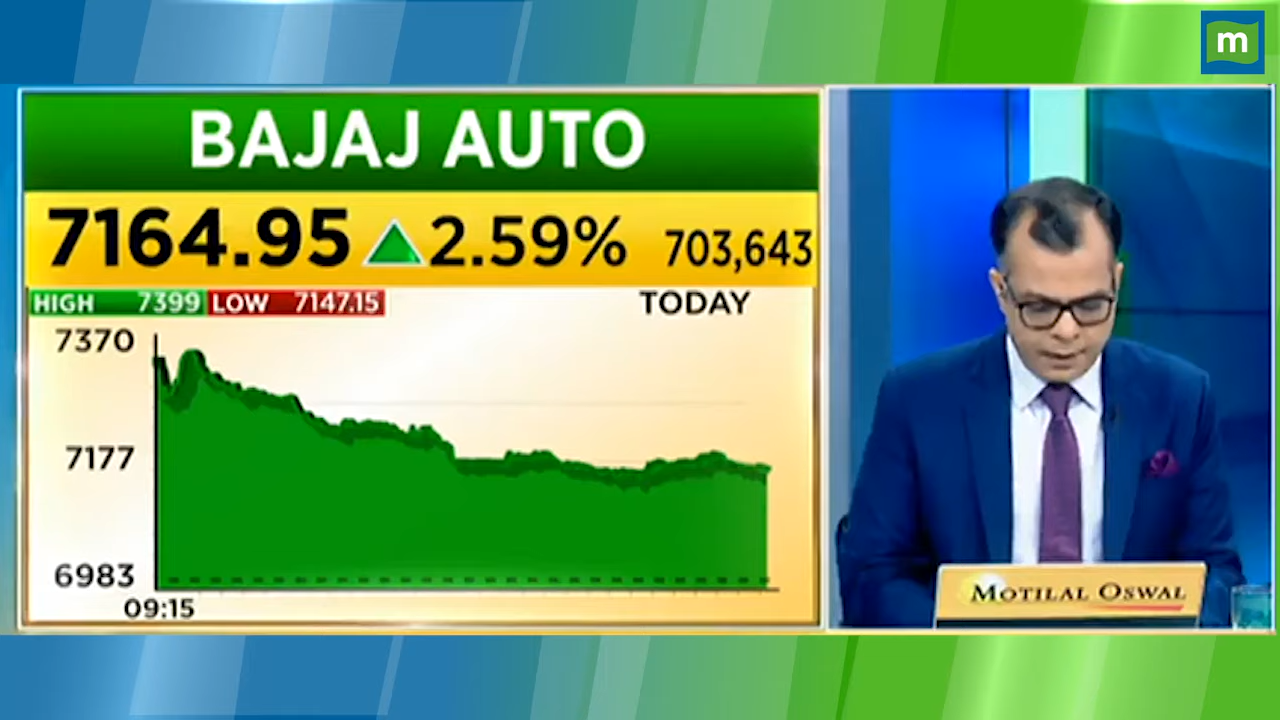 m
BAJAJ AUTO
7164.95 ▲ 2.59% 703,643
HIGH 7399 LOW 7147.15 TODAY
7370
7177
6983
09:15
MOTILAL OSWAL